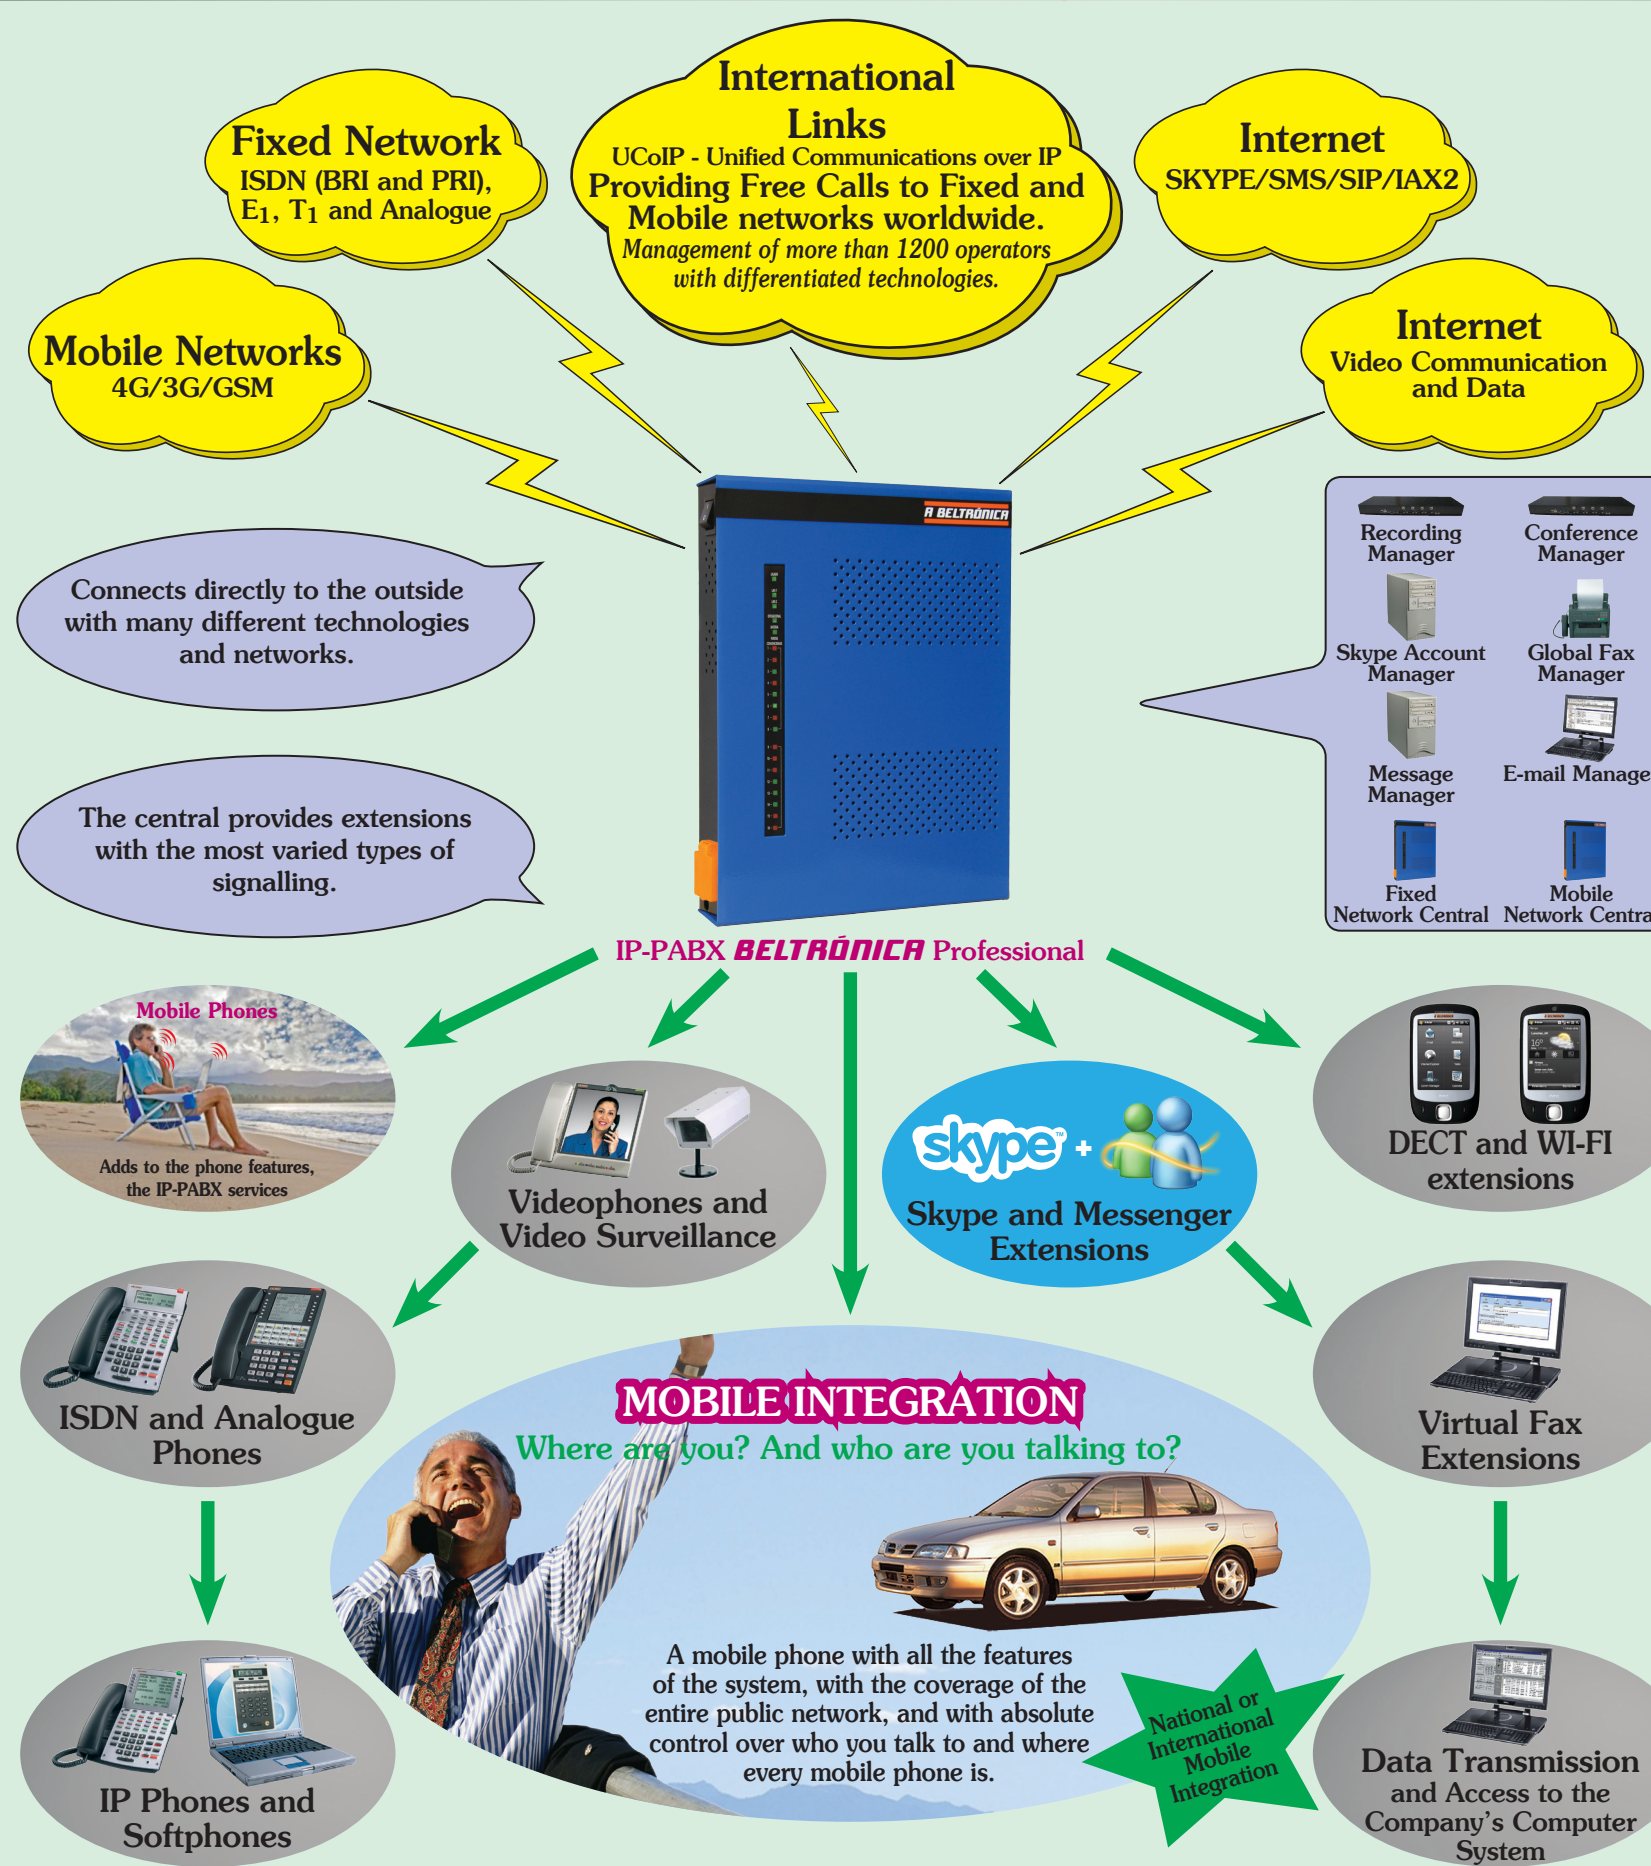 International
Links
UCoIP - Unified Communications over IP
Providing Free Calls to Fixed and
Mobile networks worldwide.
Management of more than 1200 operators
with differentiated technologies.
Fixed Network
ISDN (BRI and PRI),
E1, T1 and Analogue
Internet
SKYPE/SMS/SIP/IAX2
Mobile Networks
4G/3G/GSM
Internet
Video Communication
and Data
A BELTRÓNICA
Connects directly to the outside
with many different technologies
and networks.
The central provides extensions
with the most varied types of
signalling.
Recording
Manager
Conference
Manager
Skype Account
Manager
Global Fax
Manager
Message
Manager
E-mail Manage
Fixed
Network Central
Mobile
Network Centra
IP-PABX BELTRÓNICA Professional
Mobile Phones
Adds to the phone features,
the IP-PABX services
Videophones and
Video Surveillance
skype™ +
Skype and Messenger
Extensions
DECT and WI-FI
extensions
ISDN and Analogue
Phones
MOBILE INTEGRATION
Where are you? And who are you talking to?
A mobile phone with all the features
of the system, with the coverage of the
entire public network, and with absolute
control over who you talk to and where
every mobile phone is.
National or
International
Mobile
Integration
Virtual Fax
Extensions
IP Phones and
Softphones
Data Transmission
and Access to the
Company's Computer
System